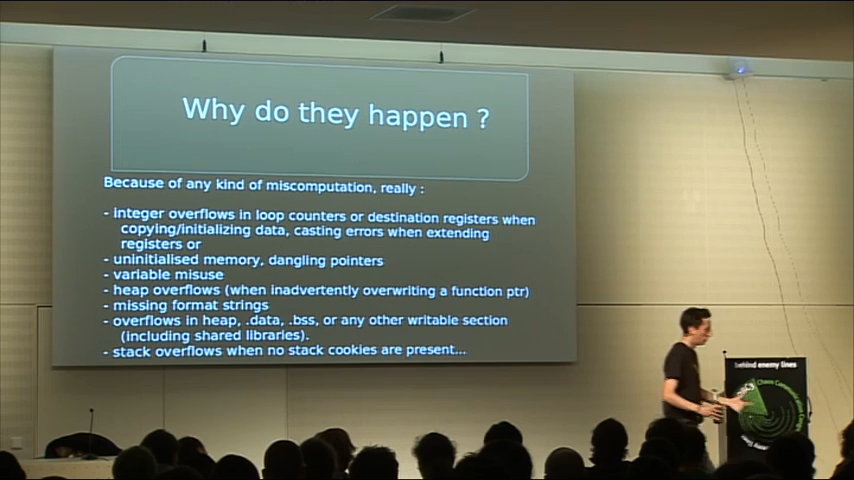 Why do they happen ?
Because of any kind of miscomputation, really :
- integer overflows in loop counters or destination registers when
copying/initializing data, casting errors when extending
registers or
- uninitialised memory, dangling pointers
- variable misuse
- heap overflows (when inadvertently overwriting a function ptr)
- missing format strings
- overflows in heap, .data, .bss, or any other writable section
(including shared libraries).
- stack overflows when no stack cookies are present...
behind enemy lines
Chaos Communication